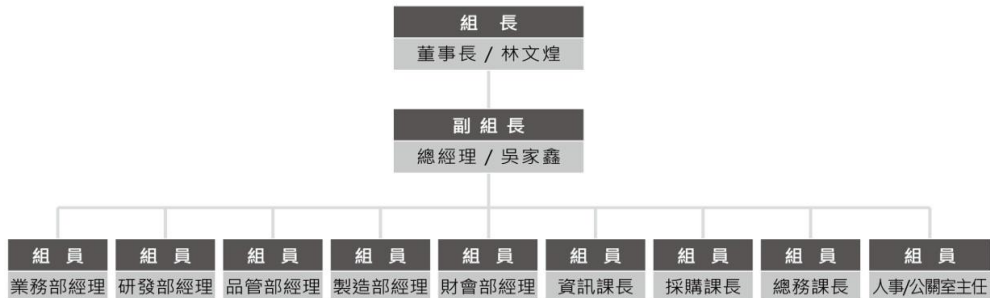 組 長
董事長 / 林文煌
副 組 長
總經理 / 吳家鑫
組 員 組 員 組 員 組 員 組 員 組 員 組 員 組 員 組 員
業務部經理 研發部經理 品管部經理 製造部經理 財會部經理 資訊課長 採購課長 總務課長 人事/公關室主任